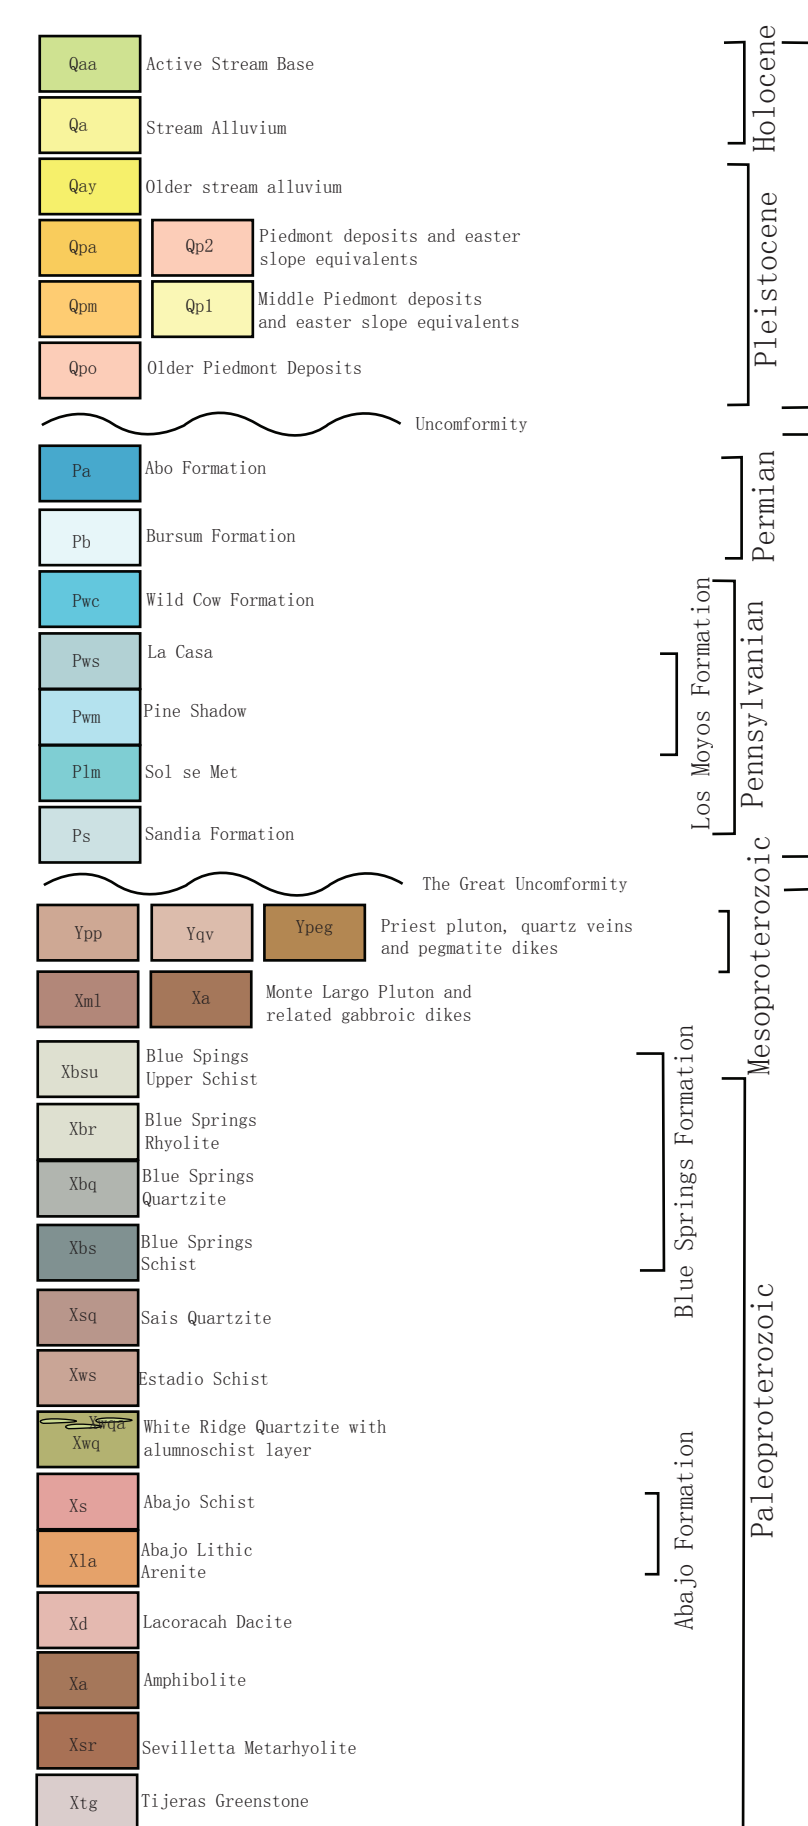 Qaa
Active Stream Base
Qa
Stream Alluvium
Holocene
Qay
Older stream alluvium
Qpa
Qp2
Piedmont deposits and easter
slope equivalents
Qpm
Qp1
Middle Piedmont deposits
and easter slope equivalents
Qpo
Older Piedmont Deposits
Pleistocene
Uncomformity
Pa
Abo Formation
Pb
Bursum Formation
Permian
Pwc
Wild Cow Formation
Pws
La Casa
Pwm
Pine Shadow
Plm
Sol se Met
Ps
Sandia Formation
Los Moyos Formation
Pennsylvanian
The Great Uncomformity
Ypp
Yqv
Ypeg
Priest pluton, quartz veins
and pegmatite dikes
Xml
Xa
Monte Largo Pluton and
related gabbroic dikes
Mesoproterozoic
Xbsu
Blue Spings
Upper Schist
Xbr
Blue Springs
Rhyolite
Xbq
Blue Springs
Quartzite
Xbs
Blue Springs
Schist
Blue Springs Formation
Xsq
Sais Quartzite
Xws
Estadio Schist
Xwqa
Xwq
White Ridge Quartzite with
alumnoschist layer
Xs
Abajo Schist
Xla
Abajo Lithic
Arenite
Abajo Formation
Xd
Lacoracah Dacite
Xa
Amphibolite
Xsr
Sevilletta Metarhyolite
Xtg
Tijeras Greenstone
Paleoproterozoic